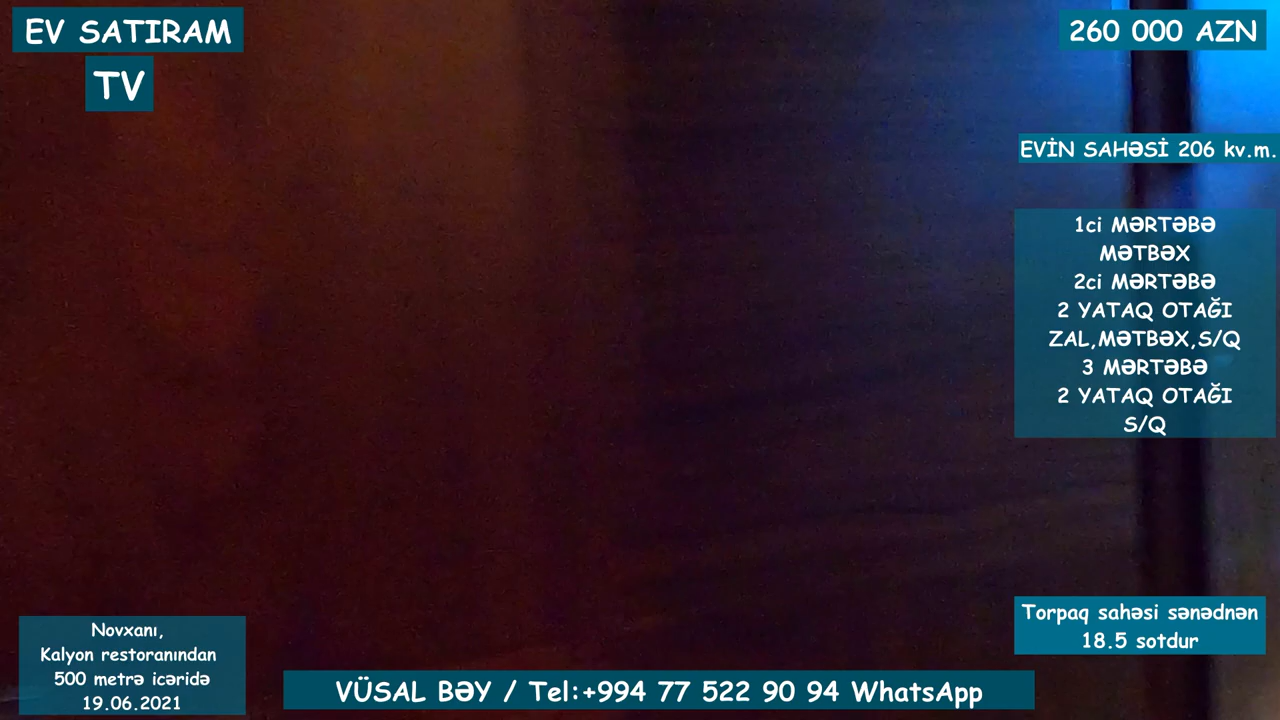 EV SATIRAM
TV
260 000 AZN
EVİN SAHƏSİ 206 kv.m.
1ci MƏRTƏBƏ
MƏTBƏX
2ci MƏRTƏBƏ
2 YATAQ OTAĞI
ZAL,MƏTBƏX,S/Q
3 MƏRTƏBƏ
2 YATAQ OTAĞI
S/Q
Torpaq sahəsi sənədnən
18.5 sotdur
Novxanı,
Kalyon restoranından
500 metrə icəridə
19.06.2021
VÜSAL BƏY / Tel:+994 77 522 90 94 WhatsApp